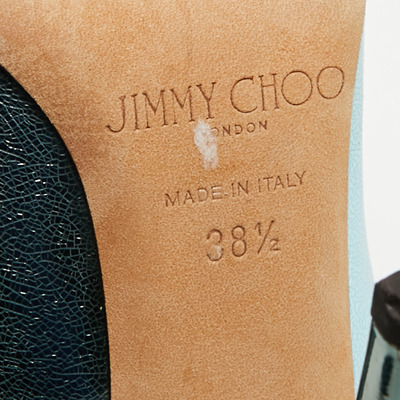 JIMMY CHOO
LONDON
MADE IN ITALY
38½